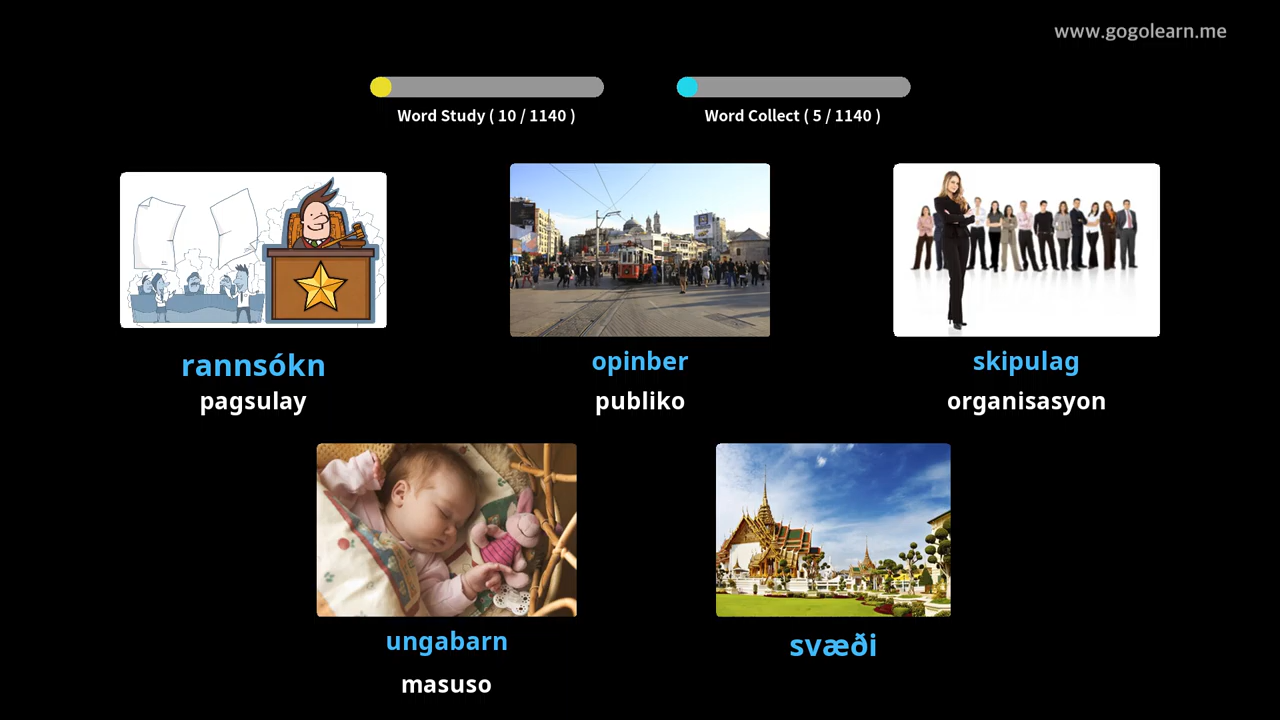 www.gogolearn.me
Word Study ( 10 / 1140 )
Word Collect ( 5 / 1140 )
rannsókn
pagsulay
opinber
publiko
skipulag
organisasyon
ungabarn
masuso
svæði